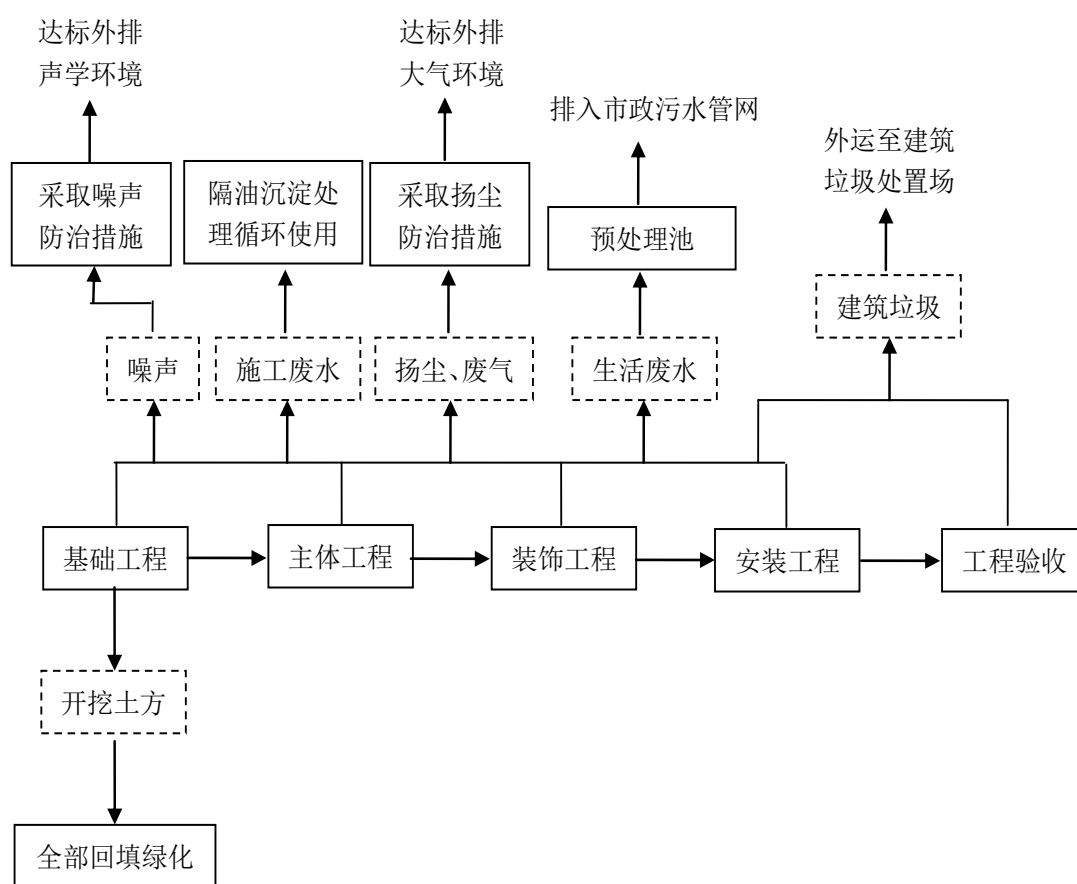 达标外排
声学环境
达标外排
大气环境
排入市政污水管网
外运至建筑
垃圾处置场
采取噪声
防治措施
隔油沉淀处
理循环使用
采取扬尘
防治措施
预处理池
建筑垃圾
噪声
施工废水
扬尘、废气
生活废水
基础工程
主体工程
装饰工程
安装工程
工程验收
开挖土方
全部回填绿化